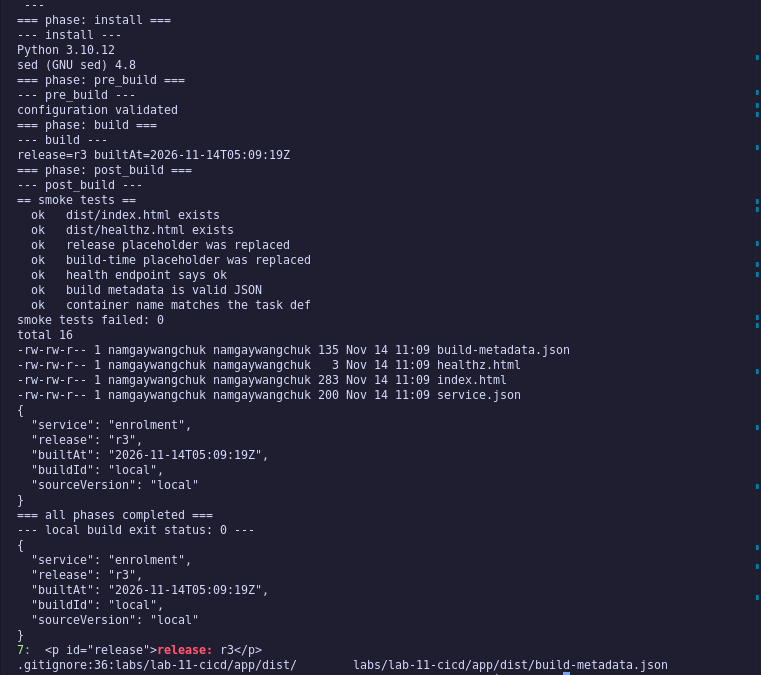 ---
=== phase: install ===
--- install ---
Python 3.10.12
sed (GNU sed) 4.8
=== phase: pre_build ===
--- pre_build ---
configuration validated
=== phase: build ===
--- build ---
release=r3 builtAt=2026-11-14T05:09:19Z
=== phase: post_build ===
--- post_build ---
== smoke tests ==
  ok   dist/index.html exists
  ok   dist/healthz.html exists
  ok   release placeholder was replaced
  ok   build-time placeholder was replaced
  ok   health endpoint says ok
  ok   build metadata is valid JSON
  ok   container name matches the task def
smoke tests failed: 0
total 16
-rw-rw-r-- 1 namgaywangchuk namgaywangchuk 135 Nov 14 11:09 build-metadata.json
-rw-rw-r-- 1 namgaywangchuk namgaywangchuk   3 Nov 14 11:09 healthz.html
-rw-rw-r-- 1 namgaywangchuk namgaywangchuk 283 Nov 14 11:09 index.html
-rw-rw-r-- 1 namgaywangchuk namgaywangchuk 200 Nov 14 11:09 service.json
{
  "service": "enrolment",
  "release": "r3",
  "builtAt": "2026-11-14T05:09:19Z",
  "buildId": "local",
  "sourceVersion": "local"
}
=== all phases completed ===
--- local build exit status: 0 ---
{
  "service": "enrolment",
  "release": "r3",
  "builtAt": "2026-11-14T05:09:19Z",
  "buildId": "local",
  "sourceVersion": "local"
}
7:  <p id="release">release: r3</p>
.gitignore:36:labs/lab-11-cicd/app/dist/        labs/lab-11-cicd/app/dist/build-metadata.json